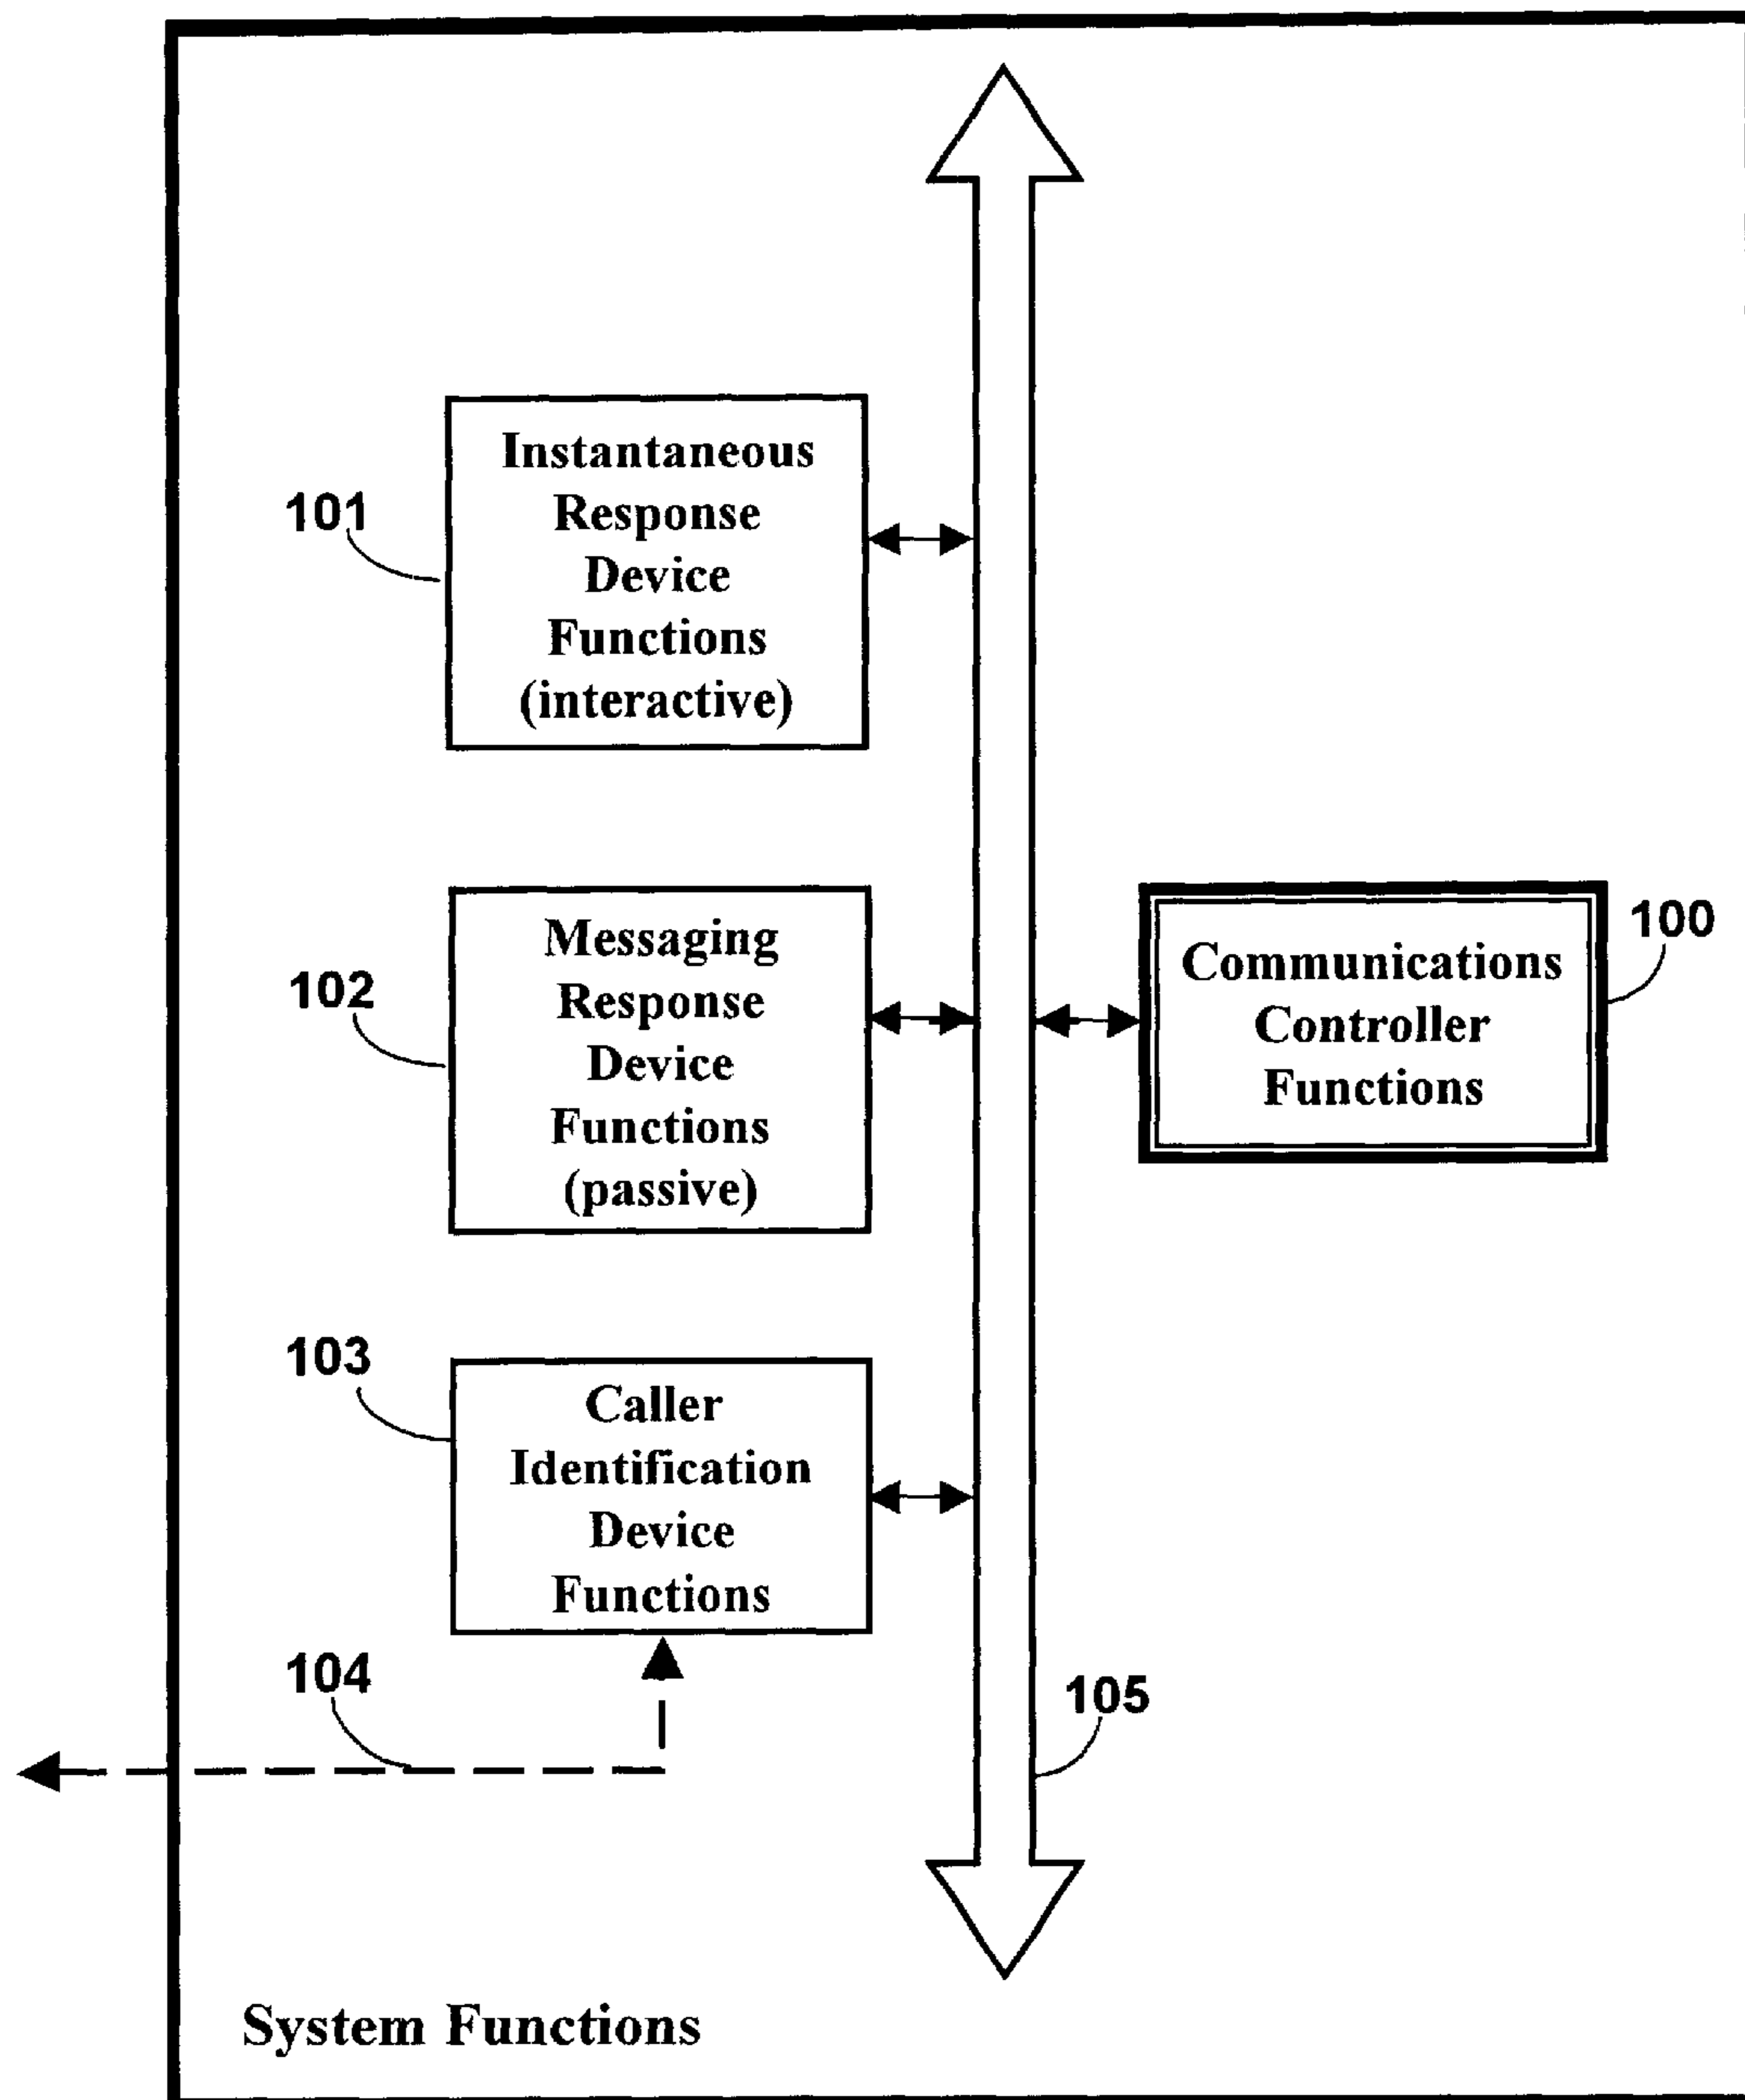 101
Instantaneous
Response
Device
Functions
(interactive)
102
Messaging
Response
Device
Functions
(passive)
100
Communications
Controller
Functions
103
Caller
Identification
Device
Functions
104
105
System Functions